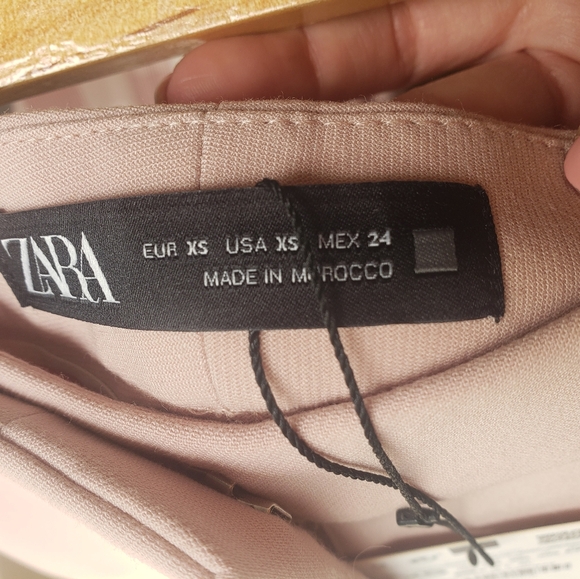 ZARA
EUR XS USA XS MEX 24
MADE IN MOROCCO